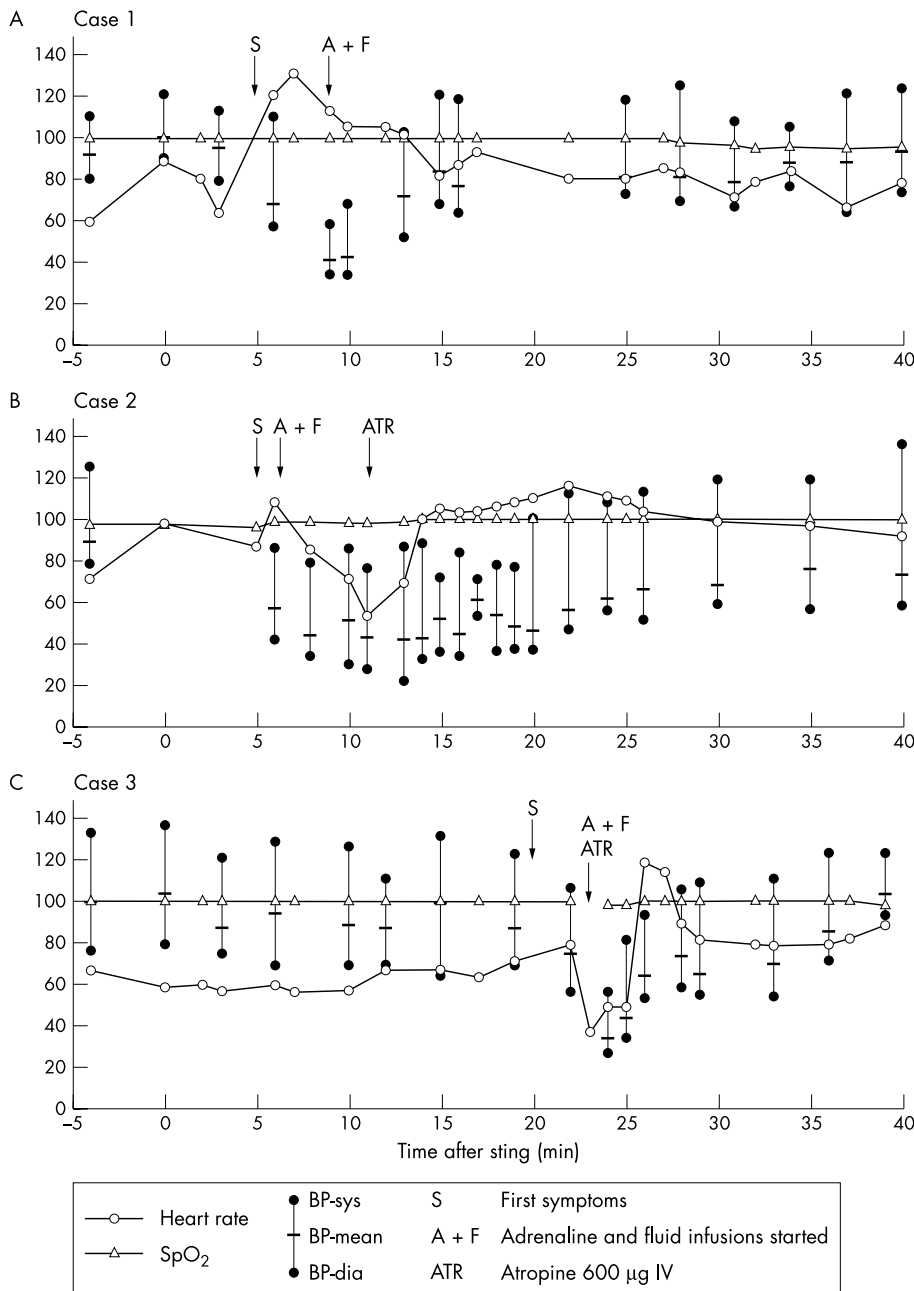 A Case 1
S A + F
140
120
100
80
60
40
20
0
–5 0 5 10 15 20 25 30 35 40
B Case 2
S A + F ATR
140
120
100
80
60
40
20
0
–5 0 5 10 15 20 25 30 35 40
C Case 3
S
A + F
ATR
140
120
100
80
60
40
20
0
–5 0 5 10 15 20 25 30 35 40
Time after sting (min)
Heart rate
SpO₂
BP-sys
BP-mean
BP-dia
S First symptoms
A + F Adrenaline and fluid infusions started
ATR Atropine 600 µg IV